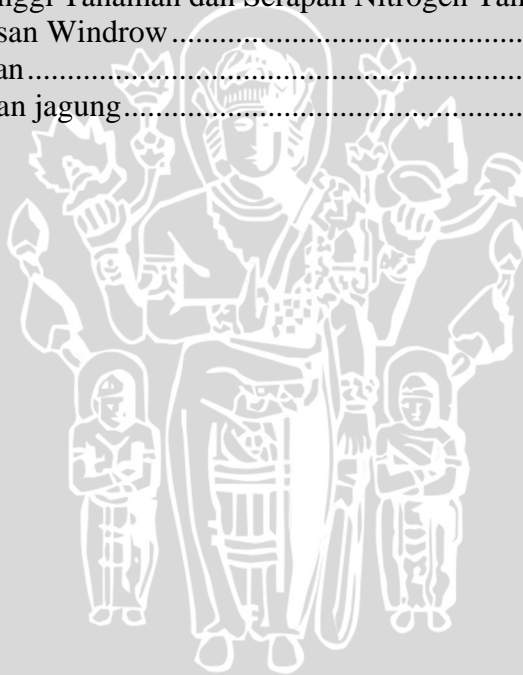 nggi Tanaman dan Serapan Nitrogen Tan
san Windrow........................................
an.................................................................
an jagung................................................